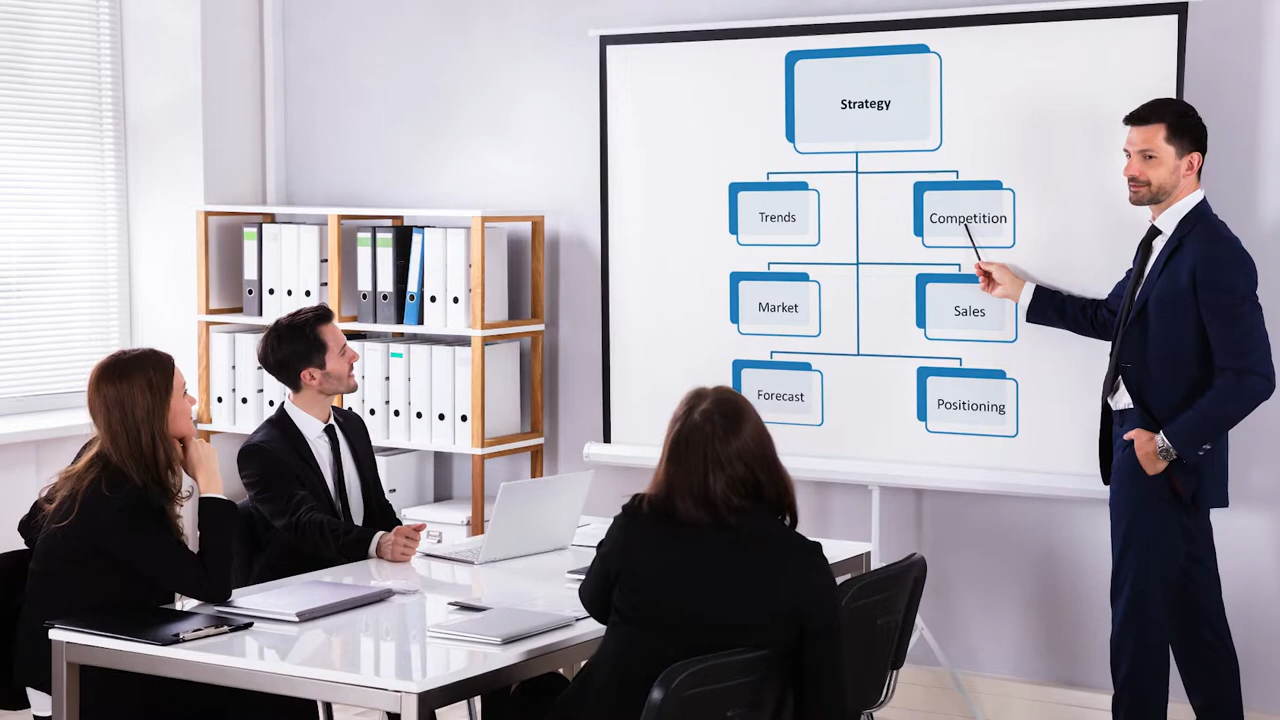 Strategy
Trends
Competition
Market
Sales
Forecast
Positioning